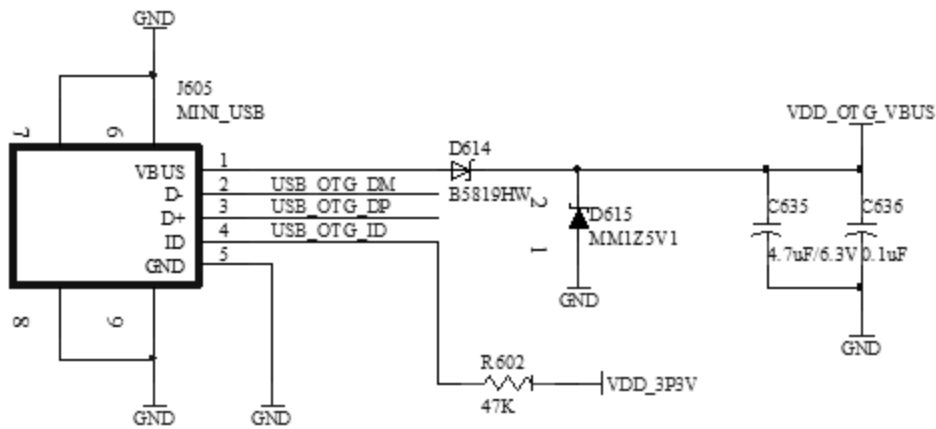 GND
J605
MINI_USB
7
6
VDD_OTG_VBUS
VBUS
1
D614
B5819HW
D-
2
USB_OTG_DM
D+
3
USB_OTG_DP
ID
4
USB_OTG_ID
GND
5
2
D615
MM1Z5V1
1
GND
C635
4.7uF/6.3V
C636
0.1uF
GND
8
9
R602
47K
VDD_3P3V
GND
GND